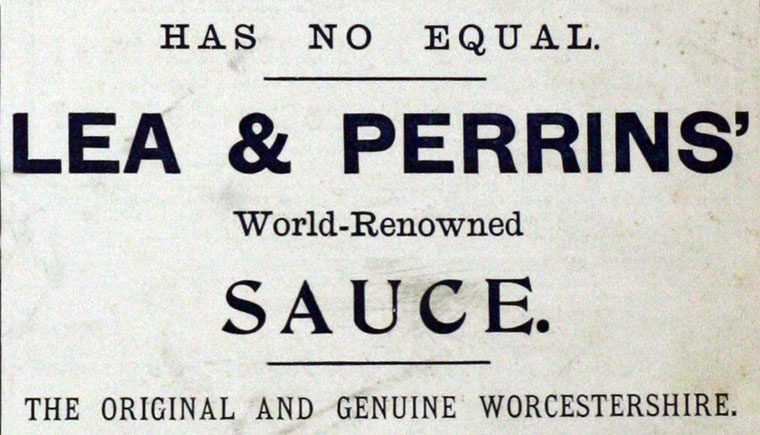 HAS NO EQUAL.
LEA & PERRINS’
World-Renowned
SAUCE.
THE ORIGINAL AND GENUINE WORCESTERSHIRE.